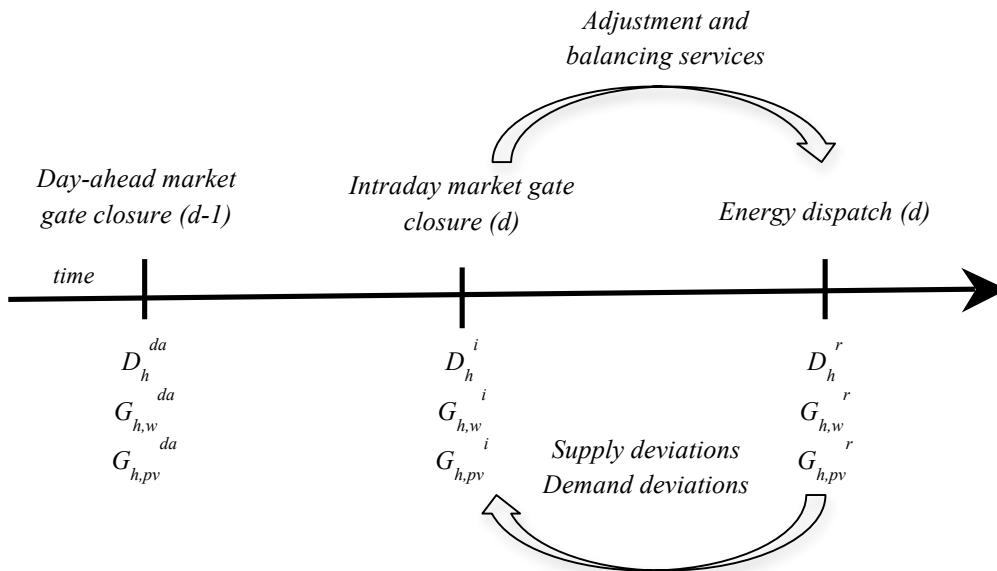 Adjustment and
balancing services
Day-ahead market
gate closure (d-1)
Intraday market gate
closure (d)
Energy dispatch (d)
time
D_h^da
G_h,w^da
G_h,pv^da
D_h^i
G_h,w^i
G_h,pv^i
D_h^r
G_h,w^r
G_h,pv^r
Supply deviations
Demand deviations